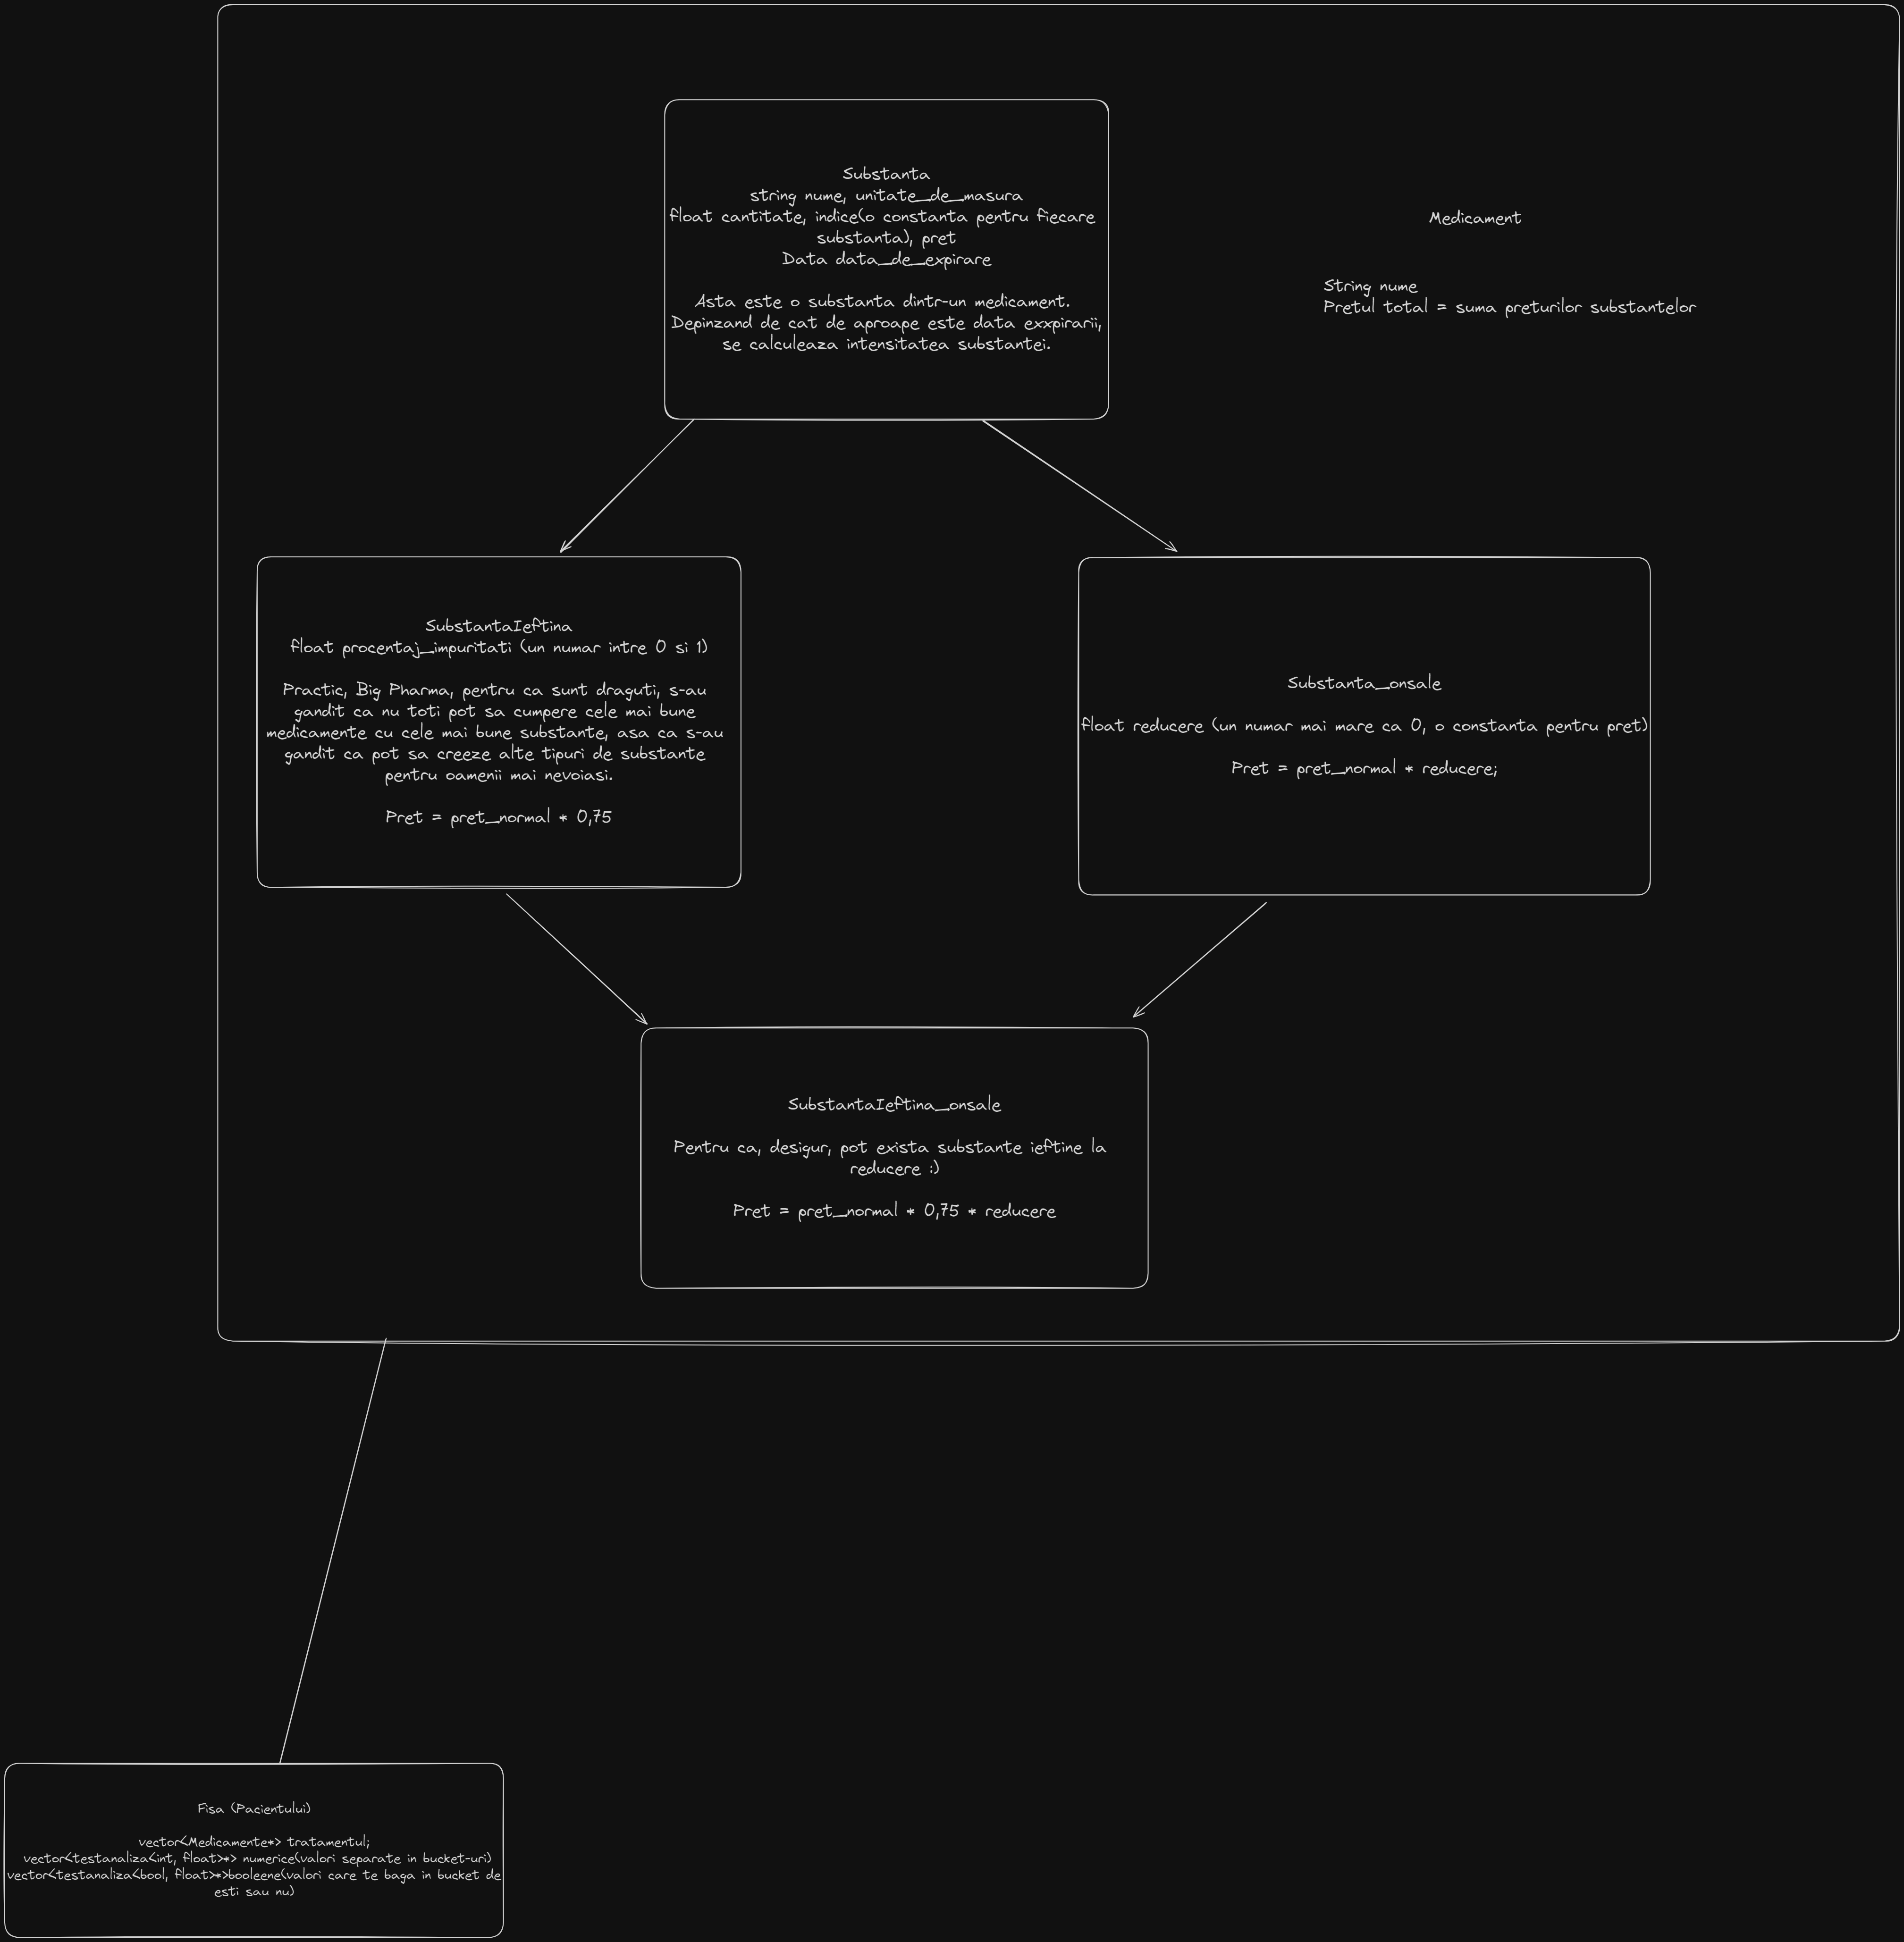 Substanta
string nume, unitate_de_masura
float cantitate, indice(o constanta pentru fiecare
substanta), pret
Data data_de_expirare
Asta este o substanta dintr-un medicament.
Depinzand de cat de aproape este data exxpirarii,
se calculeaza intensitatea substantei.
Medicament
String nume
Pretul total = suma preturilor substantelor
SubstantaIeftina
float procentaj_impuritati (un numar intre 0 si 1)
Practic, Big Pharma, pentru ca sunt draguti, s-au
gandit ca nu toti pot sa cumpere cele mai bune
medicamente cu cele mai bune substante, asa ca s-au
gandit ca pot sa creeze alte tipuri de substante
pentru oamenii mai nevoiasi.
Pret = pret_normal * 0,75
Substanta_onsale
float reducere (un numar mai mare ca 0, o constanta pentru pret)
Pret = pret_normal * reducere;
SubstantaIeftina_onsale
Pentru ca, desigur, pot exista substante ieftine la
reducere :)
Pret = pret_normal * 0,75 * reducere
Fisa (Pacientului)
vector<Medicamente*> tratamentul;
vector<testanaliza<int, float>*> numerice(valori separate in bucket-uri)
vector<testanaliza<bool, float>*>booleene(valori care te baga in bucket de
esti sau nu)